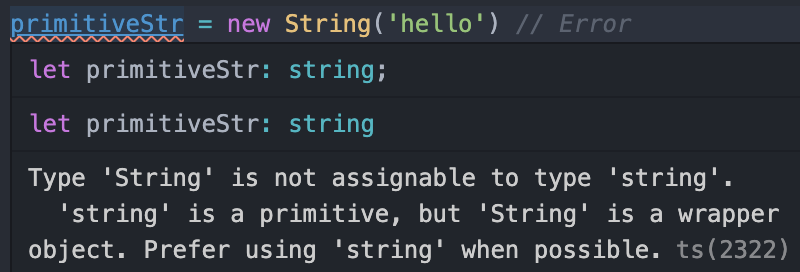 primitiveStr = new String('hello') // Error
let primitiveStr: string;
let primitiveStr: string
Type 'String' is not assignable to type 'string'.
'string' is a primitive, but 'String' is a wrapper
object. Prefer using 'string' when possible. ts(2322)